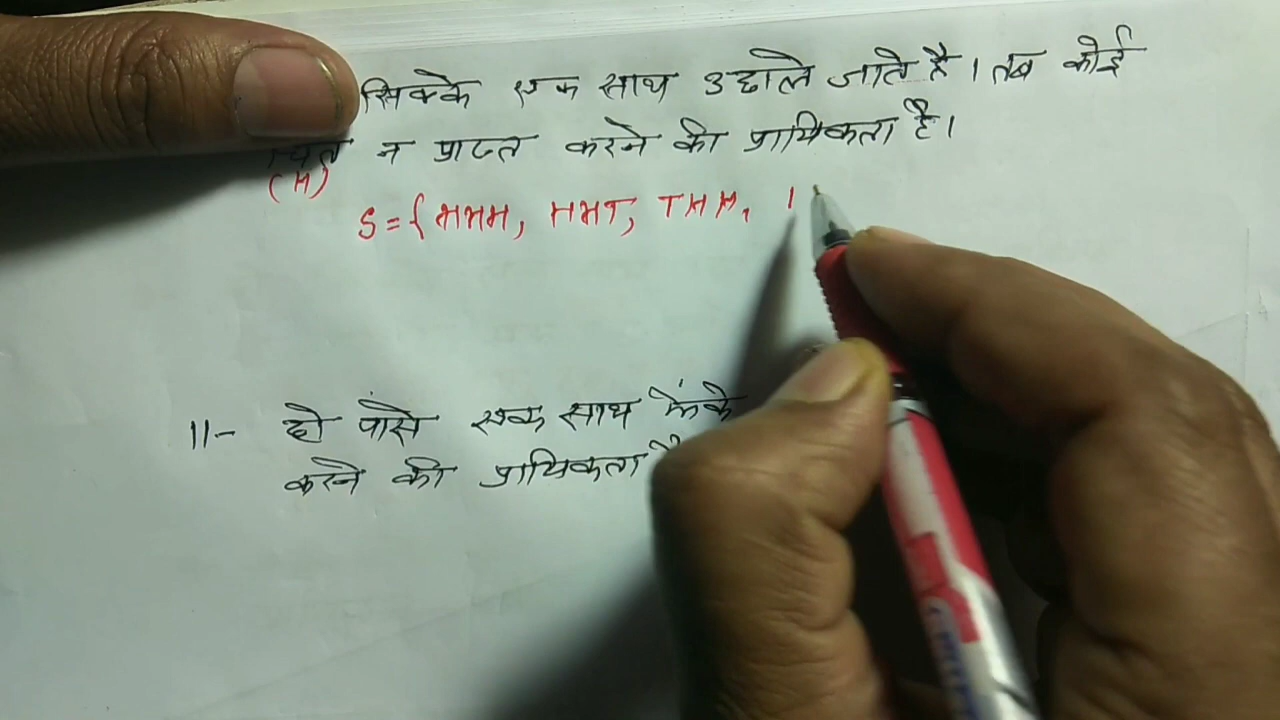 सिक्के एक साथ उछाले जाते है। तब कोई
चित्त न प्राप्त करने की प्रायिकता है।
(H)
S = { HHH, HHT, THH,
11- दो पांसे एक साथ फेंके
करने की प्रायिकता है